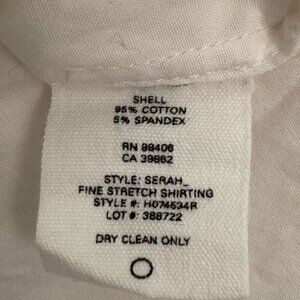 SHELL
95% COTTON
5% SPANDEX
RN 98406
CA 39862
STYLE: SERAH_
FINE STRETCH SHIRTING
STYLE #: H074534R
LOT #: 388722
DRY CLEAN ONLY